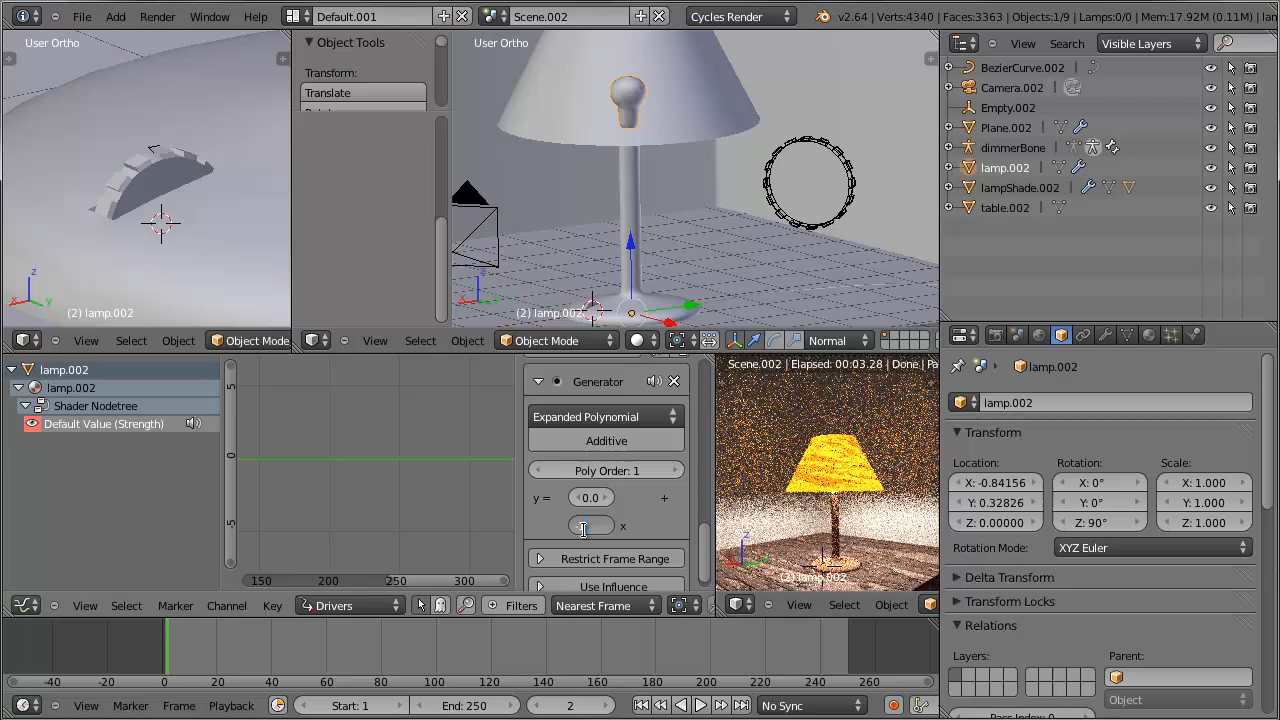 File Add Render Window Help Default.001 Scene.002 Cycles Render v2.64 | Verts:4340 | Faces:3363 | Objects:1/9 | Lamps:0/0 | Mem:17.92M (0.11M) | lan
User Ortho
Object Tools
Transform:
Translate
User Ortho
View Search Visible Layers
BezierCurve.002
Camera.002
Empty.002
Plane.002
dimmerBone
lamp.002
lampShade.002
table.002
z
x y
(2) lamp.002
z
x
(2) lamp.002
View Select Object Object Mode
View Select Object Object Mode Normal
lamp.002
lamp.002
Shader Nodetree
Default Value (Strength)
5
0
-5
150 200 250 300
Generator
Expanded Polynomial
Additive
Poly Order: 1
y = 0.0 +
x
Restrict Frame Range
Use Influence
Scene.002 | Elapsed: 00:03.28 | Done | Pa
z
(2) lamp.002
lamp.002
lamp.002
Transform
Location: Rotation: Scale:
X: -0.84156 X: 0° X: 1.000
Y: 0.32826 Y: 0° Y: 1.000
Z: 0.00000 Z: 90° Z: 1.000
Rotation Mode: XYZ Euler
Delta Transform
Transform Locks
Relations
Layers: Parent:
Object
Pass Index: 0
View Select Marker Channel Key Drivers Filters Nearest Frame
View Select Object
-40 -20 0 20 40 60 80 100 120 140 160 180 200 220 240 260
View Marker Frame Playback Start: 1 End: 250 2 No Sync